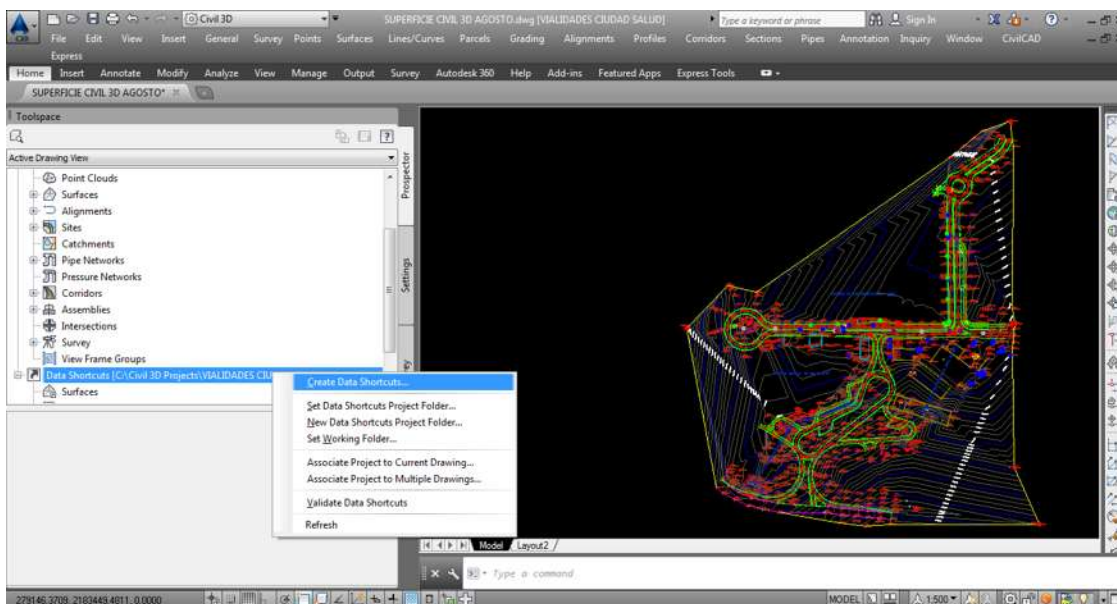 Civil 3D SUPERFICIE CIVIL 3D AGOSTO.dwg [VIALIDADES CIUDAD SALUD] Type a keyword or phrase Sign In
File Edit View Insert General Survey Points Surfaces Lines/Curves Parcels Grading Alignments Profiles Corridors Sections Pipes Annotation Inquiry Window CivilCAD
Express
Home Insert Annotate Modify Analyze View Manage Output Survey Autodesk 360 Help Add-ins Featured Apps Express Tools
SUPERFICIE CIVIL 3D AGOSTO*
Toolspace
Active Drawing View
Prospector
Settings
Point Clouds
Surfaces
Alignments
Sites
Catchments
Pipe Networks
Pressure Networks
Corridors
Assemblies
Intersections
Survey
View Frame Groups
Data Shortcuts [C:\Civil 3D Projects\VIALIDADES
Surfaces
Create Data Shortcuts...
Set Data Shortcuts Project Folder...
New Data Shortcuts Project Folder...
Set Working Folder...
Associate Project to Current Drawing...
Associate Project to Multiple Drawings...
Validate Data Shortcuts
Refresh
Model Layout2
Type a command
279146.3709, 2183449.4811, 0.0000 MODEL 1:500